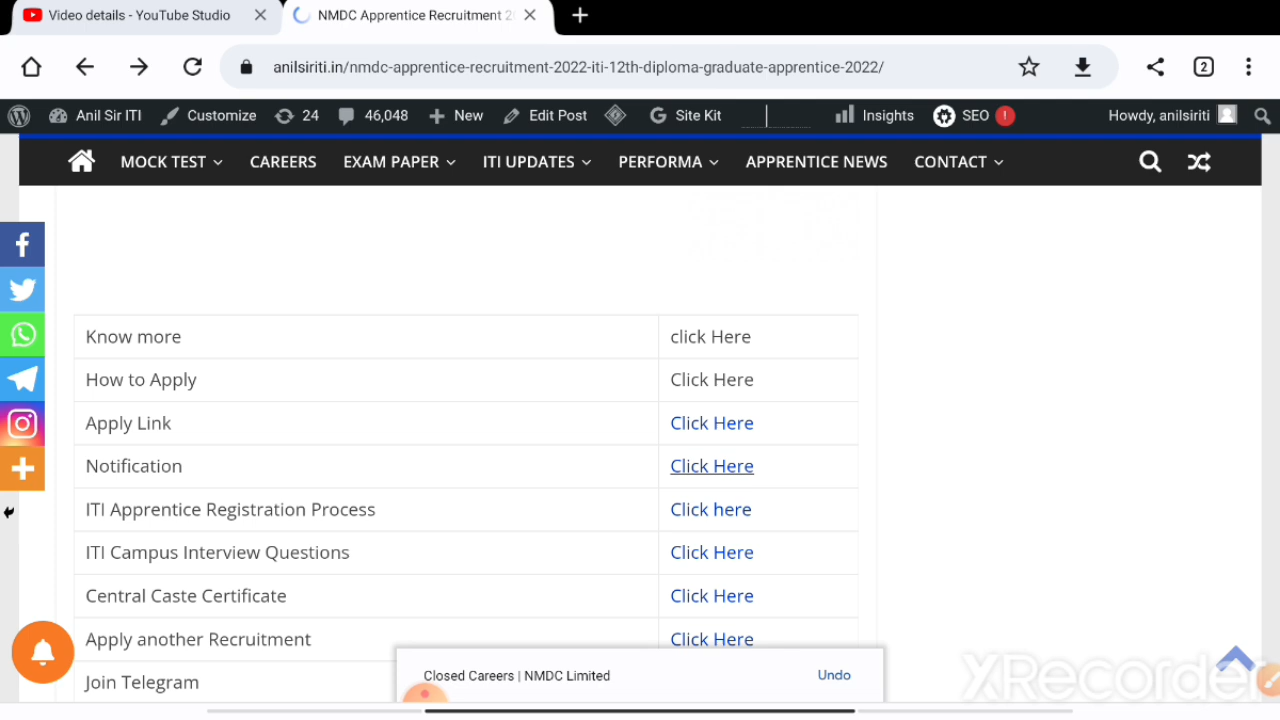 Video details - YouTube Studio
NMDC Apprentice Recruitment 2
2
anilsiriti.in/nmdc-apprentice-recruitment-2022-iti-12th-diploma-graduate-apprentice-2022/
Anil Sir ITI Customize 24 46,048 New Edit Post Site Kit Insights SEO ! Howdy, anilsiriti
MOCK TEST CAREERS EXAM PAPER ITI UPDATES PERFORMA APPRENTICE NEWS CONTACT
Know more click Here
How to Apply Click Here
Apply Link Click Here
Notification Click Here
ITI Apprentice Registration Process Click here
ITI Campus Interview Questions Click Here
Central Caste Certificate Click Here
Apply another Recruitment Click Here
Closed Careers | NMDC Limited Undo
Join Telegram
XRecorder